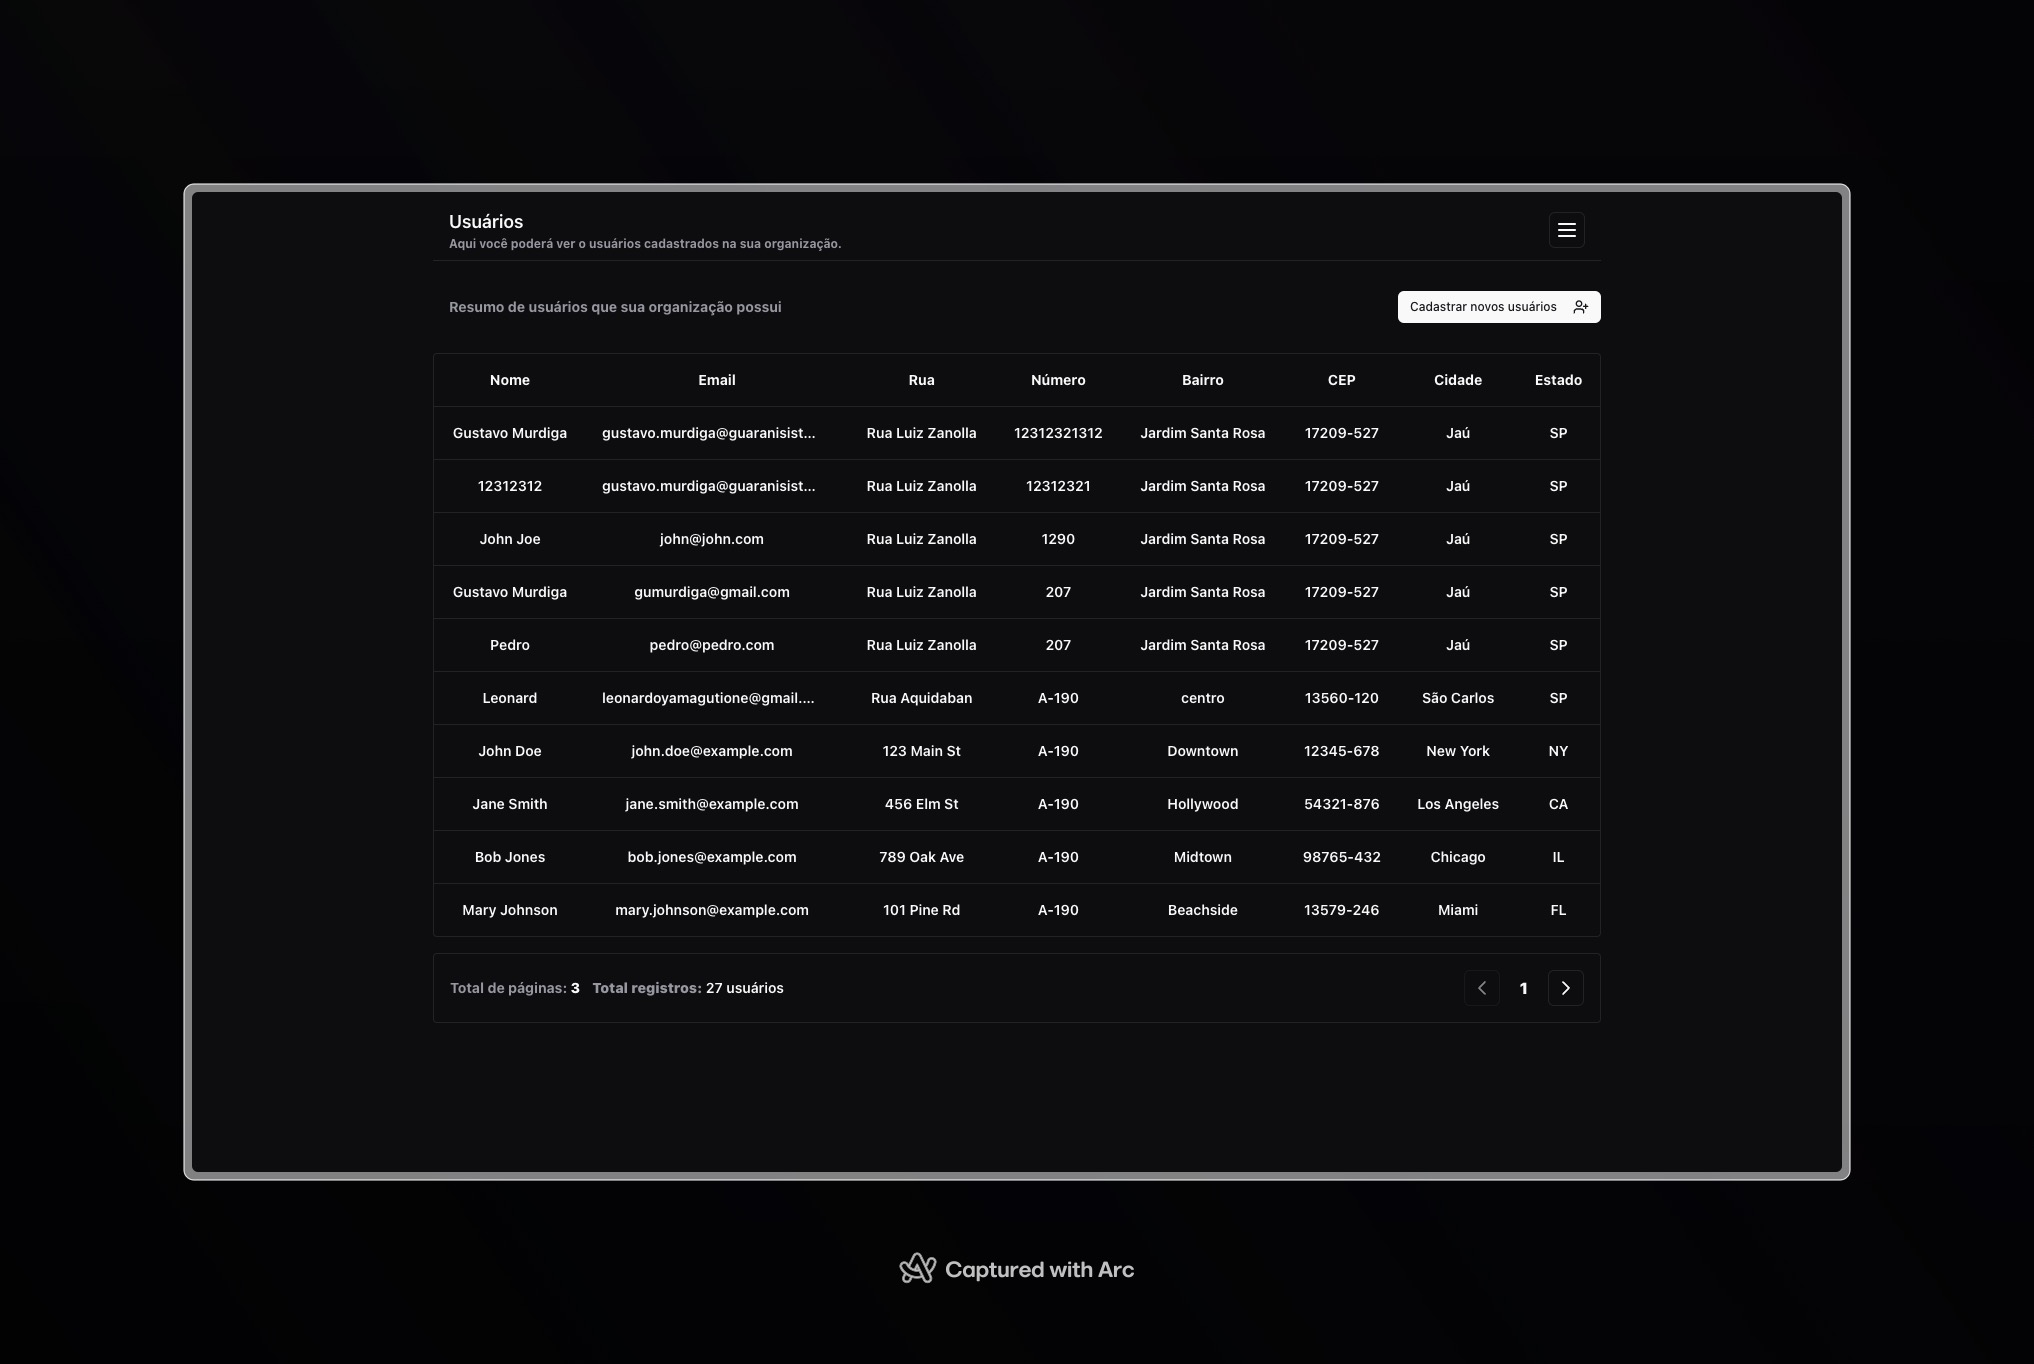 Usuários
Aqui você poderá ver o usuários cadastrados na sua organização.
Resumo de usuários que sua organização possui
Cadastrar novos usuários
Nome Email Rua Número Bairro CEP Cidade Estado
Gustavo Murdiga gustavo.murdiga@guaranisist... Rua Luiz Zanolla 12312321312 Jardim Santa Rosa 17209-527 Jaú SP
12312312 gustavo.murdiga@guaranisist... Rua Luiz Zanolla 12312321 Jardim Santa Rosa 17209-527 Jaú SP
John Joe john@john.com Rua Luiz Zanolla 1290 Jardim Santa Rosa 17209-527 Jaú SP
Gustavo Murdiga gumurdiga@gmail.com Rua Luiz Zanolla 207 Jardim Santa Rosa 17209-527 Jaú SP
Pedro pedro@pedro.com Rua Luiz Zanolla 207 Jardim Santa Rosa 17209-527 Jaú SP
Leonard leonardoyamagutione@gmail.... Rua Aquidaban A-190 centro 13560-120 São Carlos SP
John Doe john.doe@example.com 123 Main St A-190 Downtown 12345-678 New York NY
Jane Smith jane.smith@example.com 456 Elm St A-190 Hollywood 54321-876 Los Angeles CA
Bob Jones bob.jones@example.com 789 Oak Ave A-190 Midtown 98765-432 Chicago IL
Mary Johnson mary.johnson@example.com 101 Pine Rd A-190 Beachside 13579-246 Miami FL
Total de páginas: 3 Total registros: 27 usuários 1
Captured with Arc